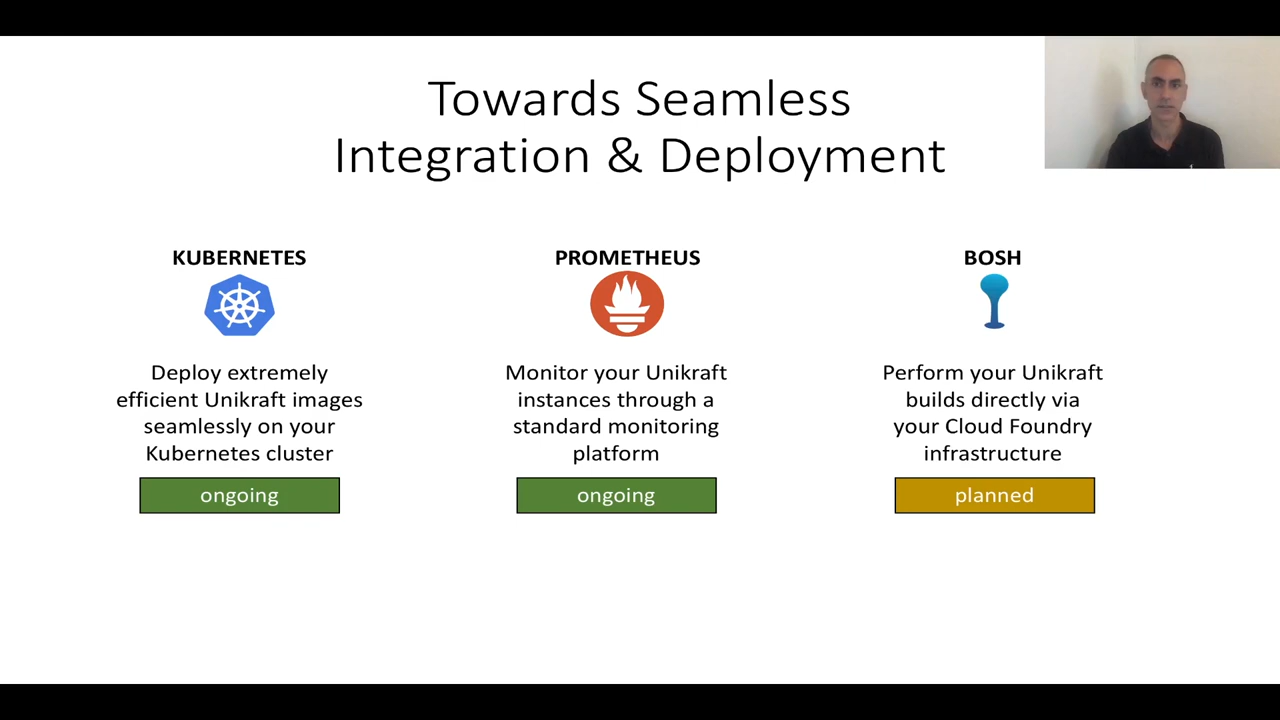 Towards Seamless
Integration & Deployment
KUBERNETES
Deploy extremely
efficient Unikraft images
seamlessly on your
Kubernetes cluster
ongoing
PROMETHEUS
Monitor your Unikraft
instances through a
standard monitoring
platform
ongoing
BOSH
Perform your Unikraft
builds directly via
your Cloud Foundry
infrastructure
planned